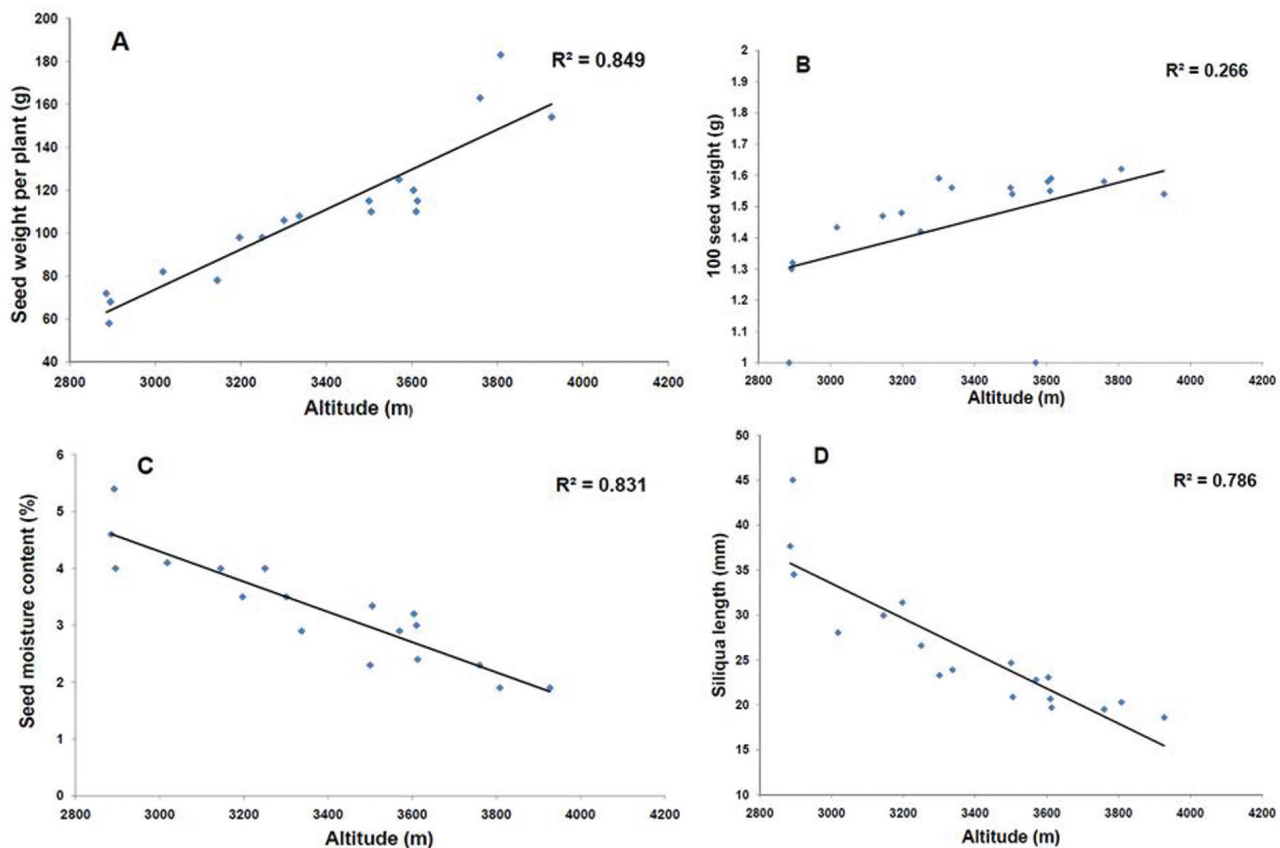 A
R² = 0.849
Seed weight per plant (g)
200
180
160
140
120
100
80
60
40
2800 3000 3200 3400 3600 3800 4000 4200
Altitude (m)
B
R² = 0.266
100 seed weight (g)
2
1.9
1.8
1.7
1.6
1.5
1.4
1.3
1.2
1.1
1
2800 3000 3200 3400 3600 3800 4000 4200
Altitude (m)
C
R² = 0.831
Seed moisture content (%)
6
5
4
3
2
1
0
2800 3000 3200 3400 3600 3800 4000 4200
Altitude (m)
D
R² = 0.786
Siliqua length (mm)
50
45
40
35
30
25
20
15
10
2800 3000 3200 3400 3600 3800 4000 4200
Altitude (m)